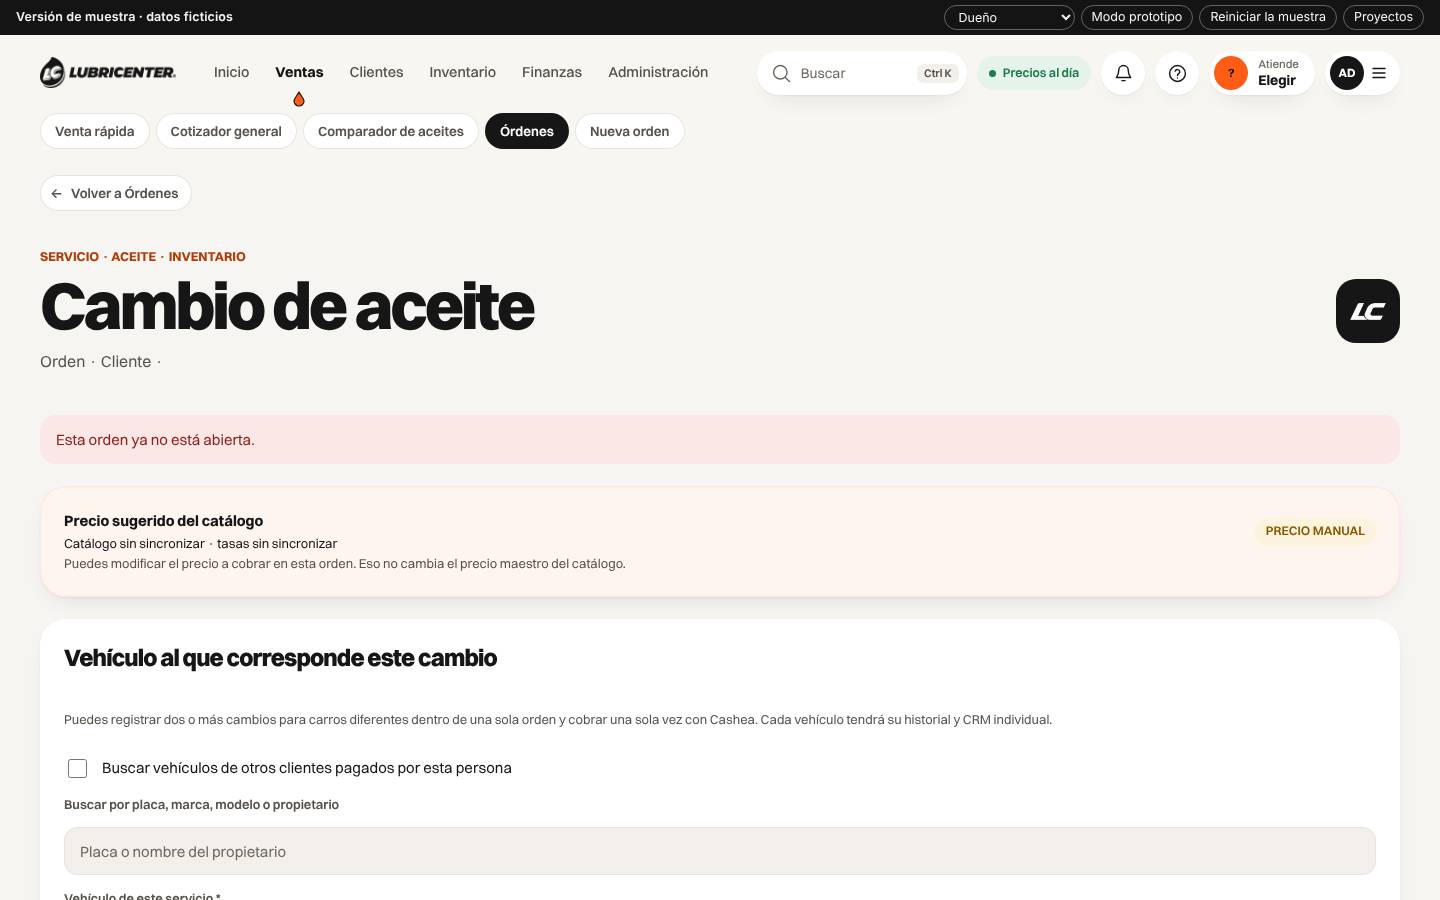 Versión de muestra · datos ficticios
Dueño
Modo prototipo
Reiniciar la muestra
Proyectos
LC LUBRICENTER.
Inicio
Ventas
Clientes
Inventario
Finanzas
Administración
Buscar
Ctrl K
Precios al día
?
Atiende
Elegir
AD
Venta rápida
Cotizador general
Comparador de aceites
Órdenes
Nueva orden
← Volver a Órdenes
SERVICIO · ACEITE · INVENTARIO
Cambio de aceite
LC
Orden · Cliente ·
Esta orden ya no está abierta.
Precio sugerido del catálogo
Catálogo sin sincronizar · tasas sin sincronizar
Puedes modificar el precio a cobrar en esta orden. Eso no cambia el precio maestro del catálogo.
PRECIO MANUAL
Vehículo al que corresponde este cambio
Puedes registrar dos o más cambios para carros diferentes dentro de una sola orden y cobrar una sola vez con Cashea. Cada vehículo tendrá su historial y CRM individual.
Buscar vehículos de otros clientes pagados por esta persona
Buscar por placa, marca, modelo o propietario
Placa o nombre del propietario
Vehículo de este servicio *